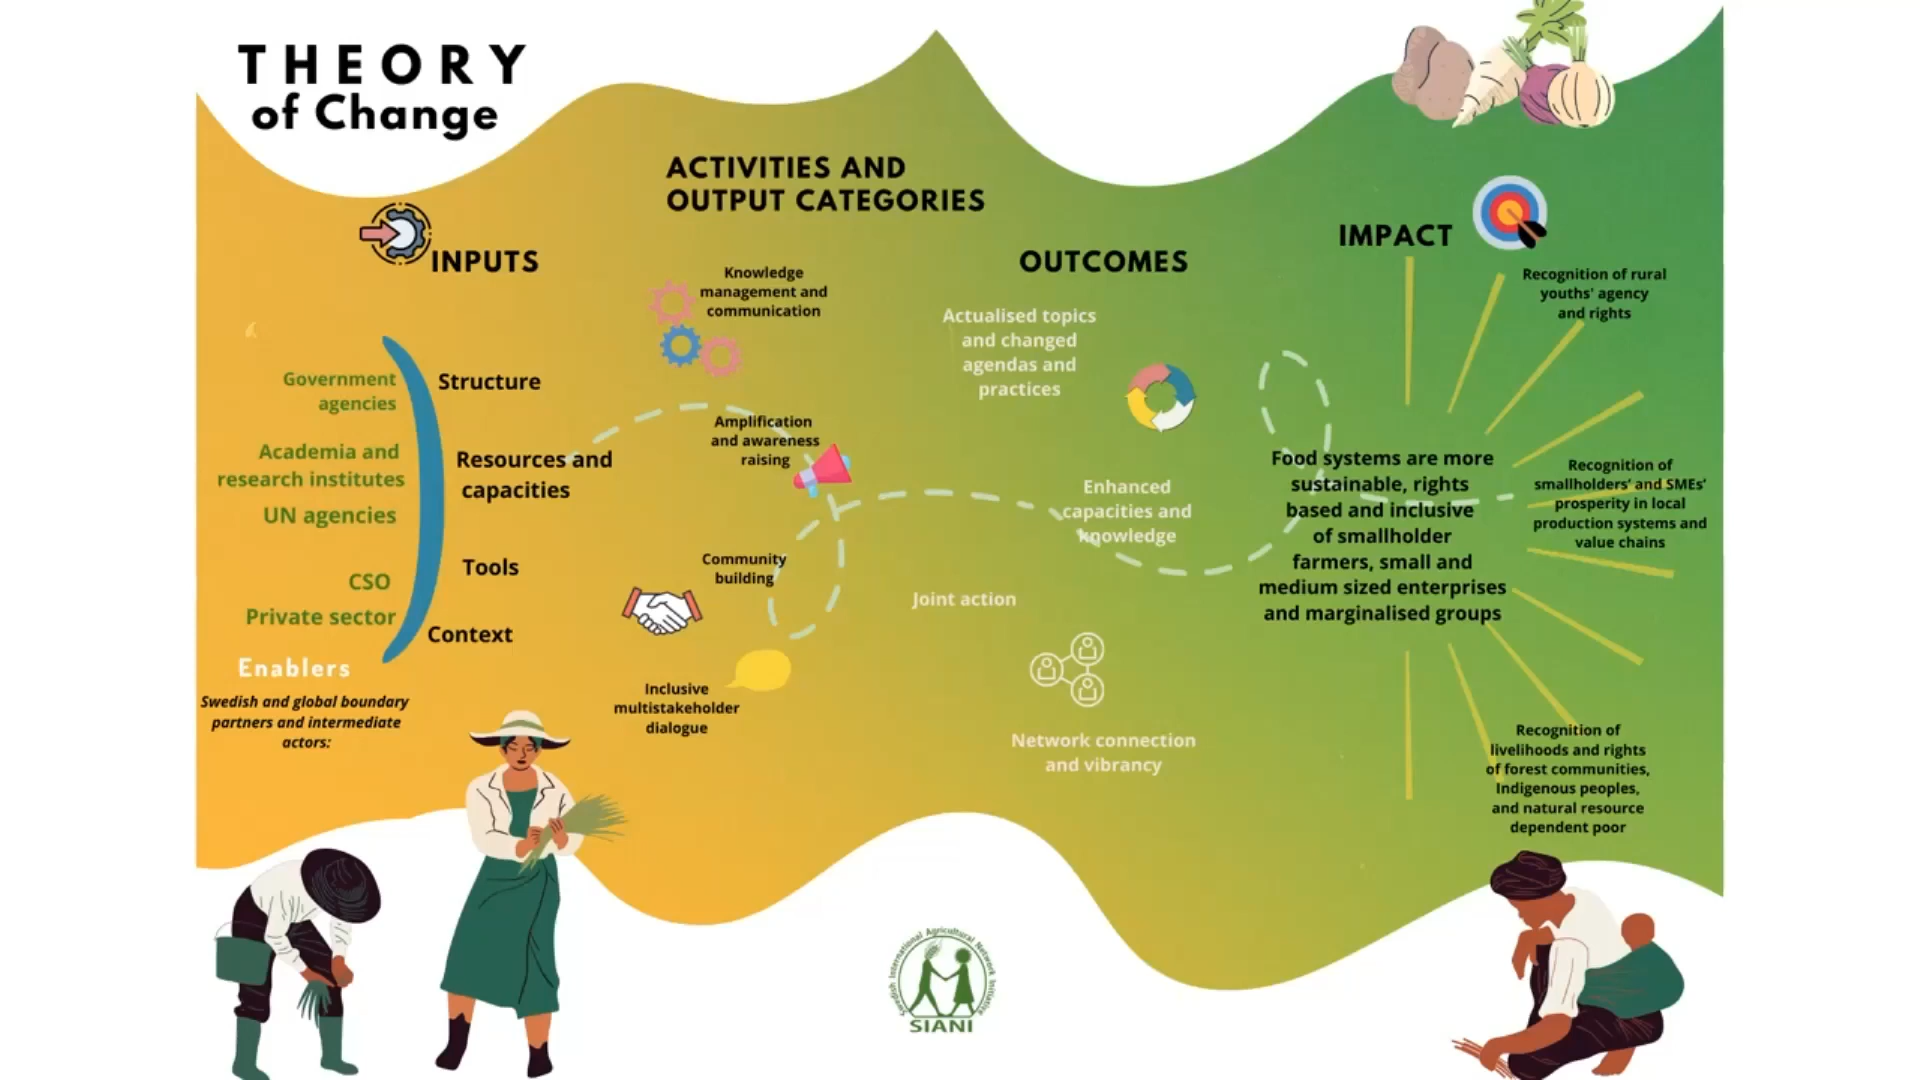 THEORY
of Change
INPUTS
Government
agencies
Academia and
research institutes
UN agencies
CSO
Private sector
Enablers
Swedish and global boundary
partners and intermediate
actors:
Structure
Resources and
capacities
Tools
Context
ACTIVITIES AND
OUTPUT CATEGORIES
Knowledge
management and
communication
Amplification
and awareness
raising
Community
building
Inclusive
multistakeholder
dialogue
OUTCOMES
Actualised topics
and changed
agendas and
practices
Enhanced
capacities and
knowledge
Joint action
Network connection
and vibrancy
IMPACT
Food systems are more
sustainable, rights
based and inclusive
of smallholder
farmers, small and
medium sized enterprises
and marginalised groups
Recognition of rural
youths' agency
and rights
Recognition of
smallholders' and SMEs'
prosperity in local
production systems and
value chains
Recognition of
livelihoods and rights
of forest communities,
Indigenous peoples,
and natural resource
dependent poor
Swedish International Agricultural Network Initiative
SIANI